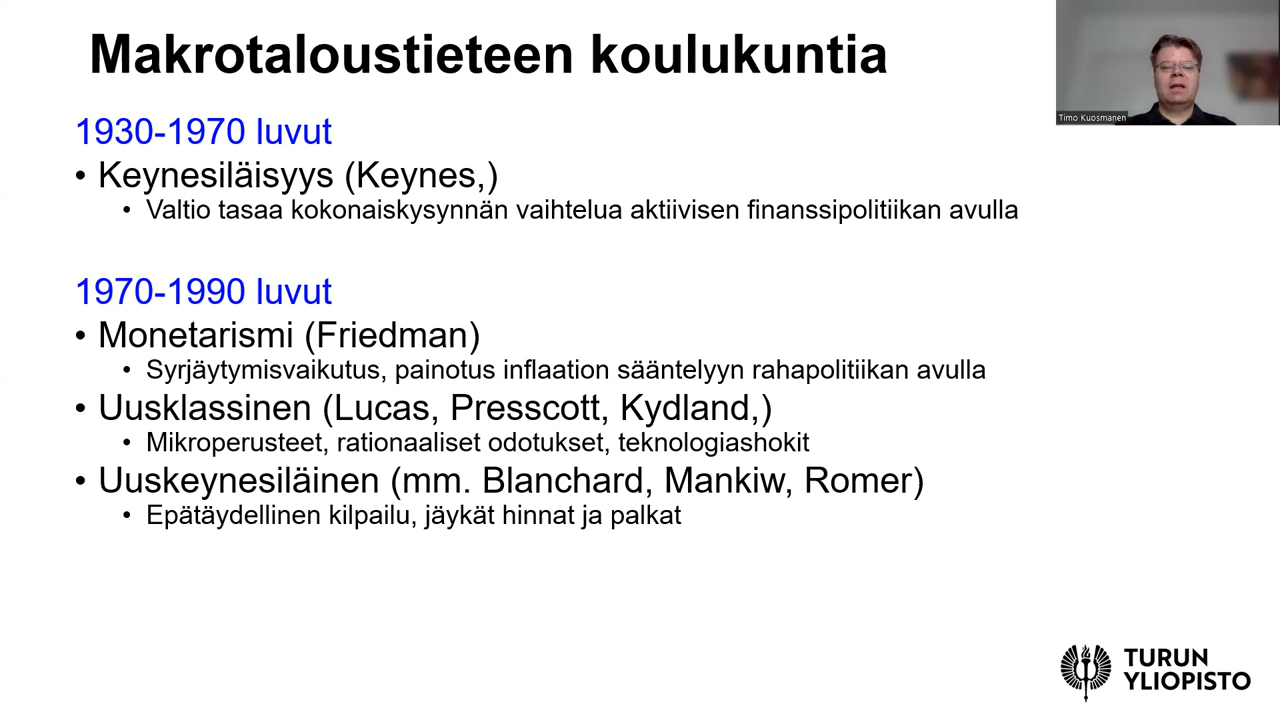 Makrotaloustieteen koulukuntia
Timo Kuosmanen
1930-1970 luvut
• Keynesiläisyys (Keynes,)
• Valtio tasaa kokonaiskysynnän vaihtelua aktiivisen finanssipolitiikan avulla
1970-1990 luvut
• Monetarismi (Friedman)
• Syrjäytymisvaikutus, painotus inflaation sääntelyyn rahapolitiikan avulla
• Uusklassinen (Lucas, Presscott, Kydland,)
• Mikroperusteet, rationaaliset odotukset, teknologiashokit
• Uuskeynesiläinen (mm. Blanchard, Mankiw, Romer)
• Epätäydellinen kilpailu, jäykät hinnat ja palkat
TURUN
YLIOPISTO